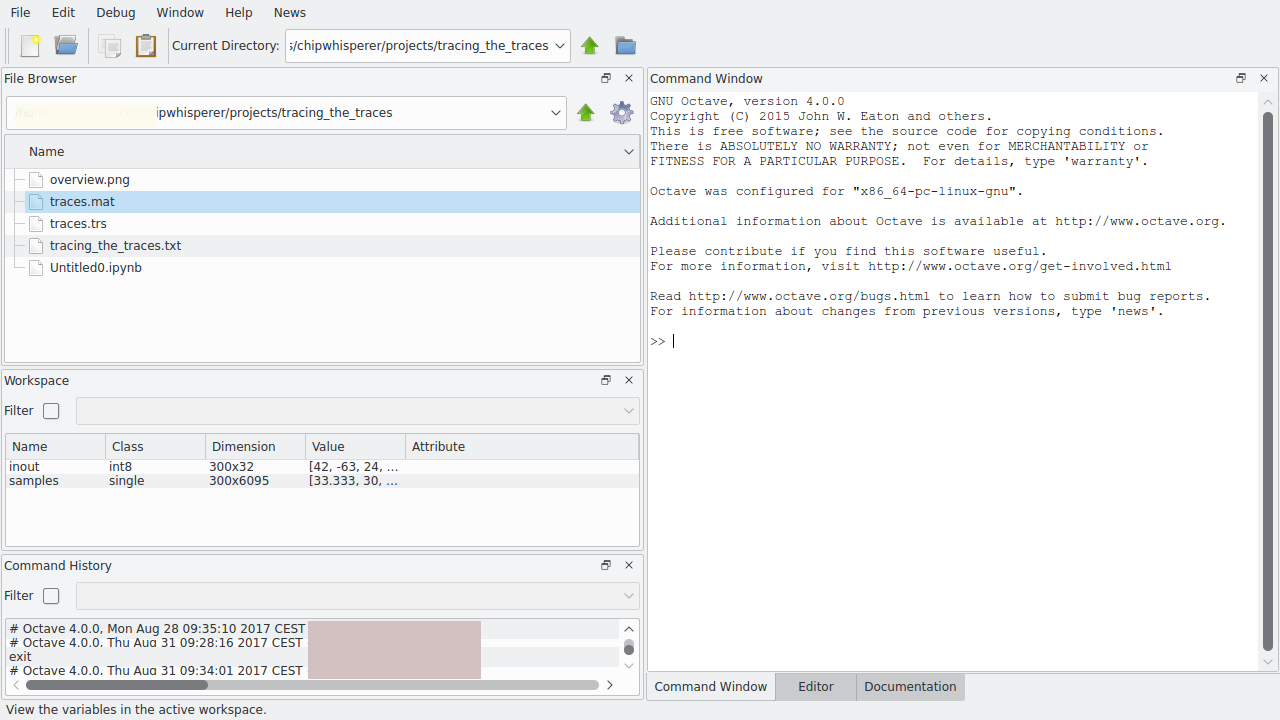 File Edit Debug Window Help News
Current Directory: s/chipwhisperer/projects/tracing_the_traces
File Browser
ipwhisperer/projects/tracing_the_traces
Name
overview.png
traces.mat
traces.trs
tracing_the_traces.txt
Untitled0.ipynb
Workspace
Filter
Name Class Dimension Value Attribute
inout int8 300x32 [42, -63, 24, ...
samples single 300x6095 [33.333, 30, ...
Command History
Filter
# Octave 4.0.0, Mon Aug 28 09:35:10 2017 CEST
# Octave 4.0.0, Thu Aug 31 09:28:16 2017 CEST
exit
# Octave 4.0.0, Thu Aug 31 09:34:01 2017 CEST
View the variables in the active workspace.
Command Window
GNU Octave, version 4.0.0
Copyright (C) 2015 John W. Eaton and others.
This is free software; see the source code for copying conditions.
There is ABSOLUTELY NO WARRANTY; not even for MERCHANTABILITY or
FITNESS FOR A PARTICULAR PURPOSE.  For details, type 'warranty'.
Octave was configured for "x86_64-pc-linux-gnu".
Additional information about Octave is available at http://www.octave.org.
Please contribute if you find this software useful.
For more information, visit http://www.octave.org/get-involved.html
Read http://www.octave.org/bugs.html to learn how to submit bug reports.
For information about changes from previous versions, type 'news'.
>>
Command Window Editor Documentation